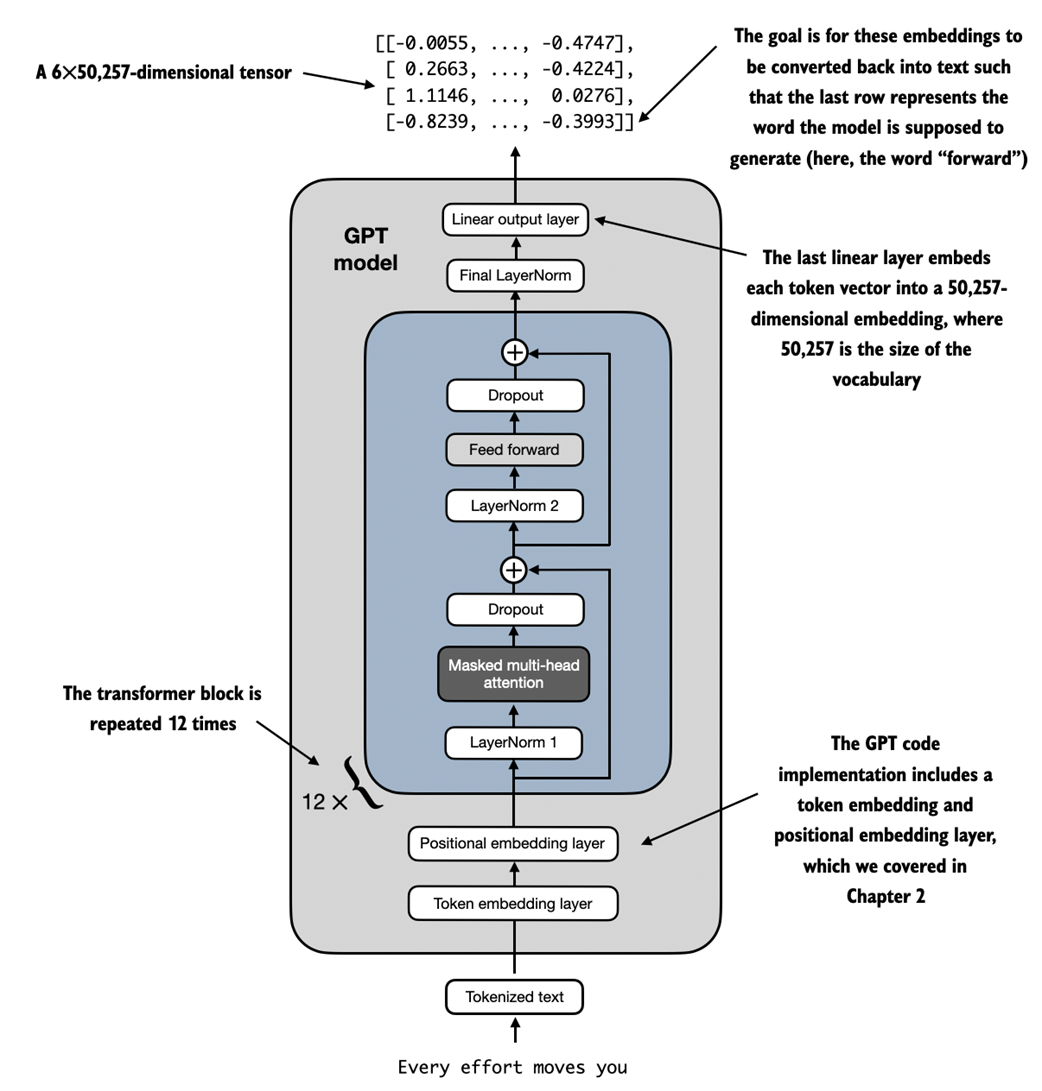 [[-0.0055, ..., -0.4747],
[ 0.2663, ..., -0.4224],
[ 1.1146, ...,  0.0276],
[-0.8239, ..., -0.3993]]
A 6×50,257-dimensional tensor
The goal is for these embeddings to
be converted back into text such
that the last row represents the
word the model is supposed to
generate (here, the word “forward”)
GPT
model
Linear output layer
Final LayerNorm
The last linear layer embeds
each token vector into a 50,257-
dimensional embedding, where
50,257 is the size of the
vocabulary
+
Dropout
Feed forward
LayerNorm 2
+
Dropout
Masked multi-head
attention
LayerNorm 1
The transformer block is
repeated 12 times
12 × {
Positional embedding layer
Token embedding layer
The GPT code
implementation includes a
token embedding and
positional embedding layer,
which we covered in
Chapter 2
Tokenized text
Every effort moves you